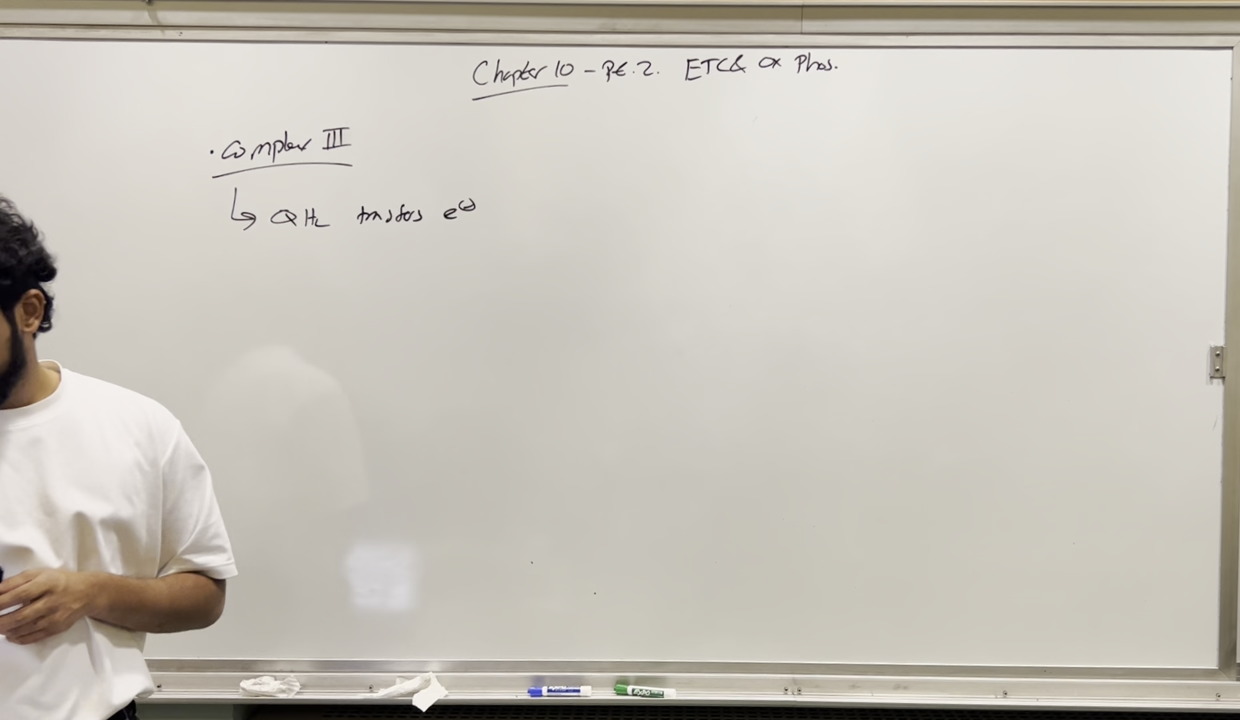 Chapter 10 - Pt. 2. ETC & Ox Phos.
• Complex III
↳ QH₂ transfers e⁽⁻⁾